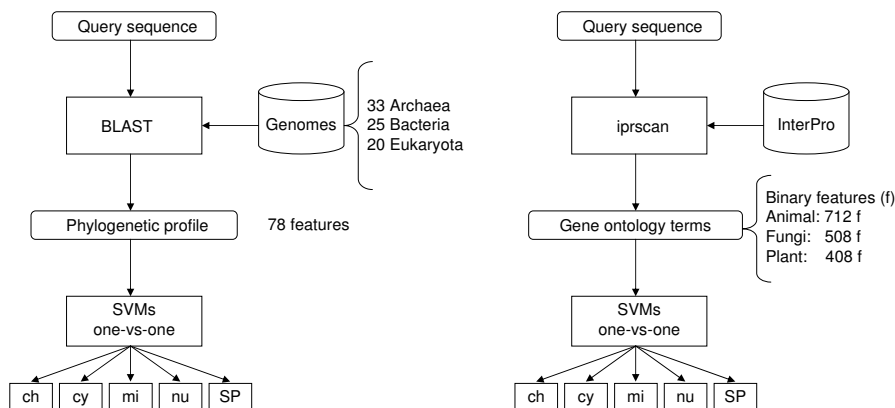 Query sequence
BLAST
Genomes
33 Archaea
25 Bacteria
20 Eukaryota
Phylogenetic profile
78 features
SVMs
one-vs-one
ch
cy
mi
nu
SP
Query sequence
iprscan
InterPro
Gene ontology terms
Binary features (f)
Animal: 712 f
Fungi: 508 f
Plant: 408 f
SVMs
one-vs-one
ch
cy
mi
nu
SP